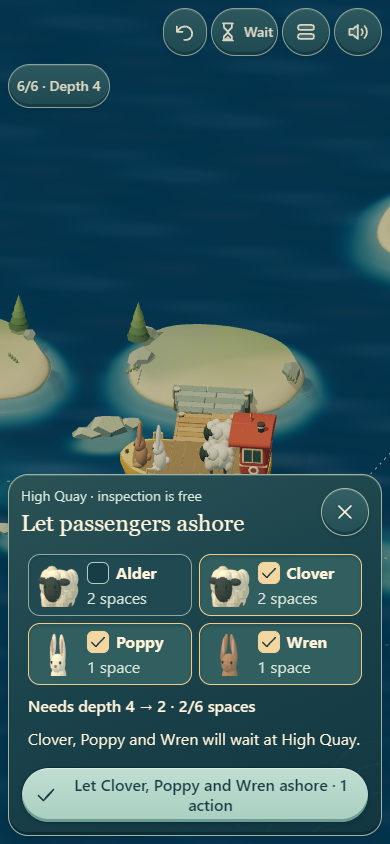 Wait
6/6 · Depth 4
High Quay · inspection is free
Let passengers ashore
Alder
2 spaces
Clover
2 spaces
Poppy
1 space
Wren
1 space
Needs depth 4 → 2 · 2/6 spaces
Clover, Poppy and Wren will wait at High Quay.
Let Clover, Poppy and Wren ashore · 1
action